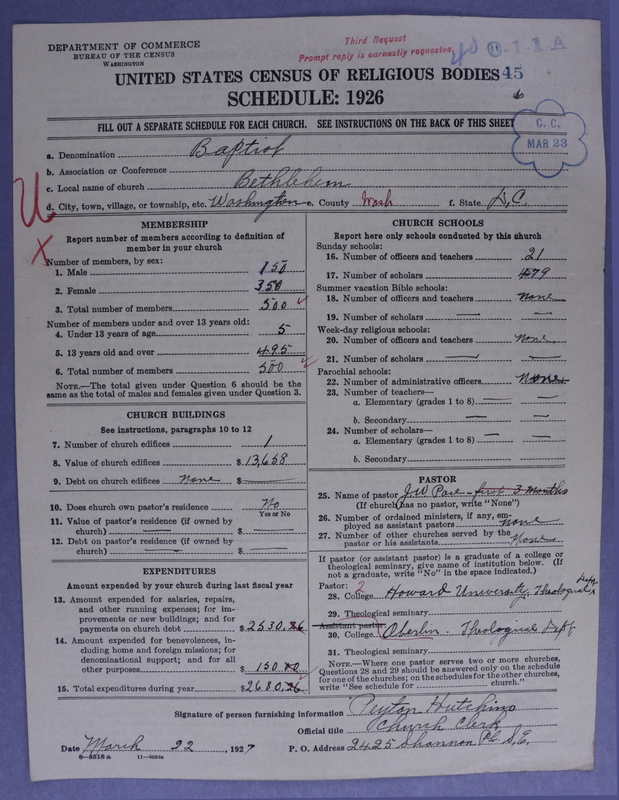 DEPARTMENT OF COMMERCE
BUREAU OF THE CENSUS
WASHINGTON
Third Request
Prompt reply is earnestly requested
11-1-1 A
UNITED STATES CENSUS OF RELIGIOUS BODIES 45
SCHEDULE: 1926
FILL OUT A SEPARATE SCHEDULE FOR EACH CHURCH. SEE INSTRUCTIONS ON THE BACK OF THIS SHEET
C. C.
MAR 23
a. Denomination Baptist
b. Association or Conference
c. Local name of church Bethlehem
d. City, town, village, or township, etc. Washington e. County Wash f. State D.C.
MEMBERSHIP
Report number of members according to definition of member in your church
Number of members, by sex:
1. Male 150
2. Female 350
3. Total number of members 500
Number of members under and over 13 years old:
4. Under 13 years of age 5
5. 13 years old and over 495
6. Total number of members 500
NOTE.—The total given under Question 6 should be the same as the total of males and females given under Question 3.
CHURCH BUILDINGS
See instructions, paragraphs 10 to 12
7. Number of church edifices 1
8. Value of church edifices $13,658
9. Debt on church edifices None $
10. Does church own pastor's residence? No
Yes or No
11. Value of pastor's residence (if owned by church) $
12. Debt on pastor's residence (if owned by church) $
EXPENDITURES
Amount expended by your church during last fiscal year
13. Amount expended for salaries, repairs, and other running expenses; for improvements or new buildings; and for payments on church debt $2530.26
14. Amount expended for benevolences, including home and foreign missions; for denominational support; and for all other purposes 150.00
15. Total expenditures during year $2680.26
CHURCH SCHOOLS
Report here only schools conducted by this church
Sunday schools:
16. Number of officers and teachers 21
17. Number of scholars 479
Summer vacation Bible schools:
18. Number of officers and teachers None
19. Number of scholars
Week-day religious schools:
20. Number of officers and teachers None
21. Number of scholars
Parochial schools:
22. Number of administrative officers None
23. Number of teachers—
a. Elementary (grades 1 to 8)
b. Secondary
24. Number of scholars—
a. Elementary (grades 1 to 8)
b. Secondary
PASTOR
25. Name of pastor J.W. Pare - first 3 months
(If church has no pastor, write "None")
26. Number of ordained ministers, if any, employed as assistant pastors None
27. Number of other churches served by the pastor or his assistants None
If pastor (or assistant pastor) is a graduate of a college or theological seminary, give name of institution below. (If not a graduate, write "No" in the space indicated.)
Pastor: 2
28. College Howard University Theological Dept.
29. Theological seminary
Assistant pastor
30. College Oberlin Theological Dept
31. Theological seminary
NOTE.—Where one pastor serves two or more churches, Questions 28 and 29 should be answered only on the schedule for one of the churches; on the schedules for the other churches, write "See schedule for church."
Signature of person furnishing information Peyton Hutchins
Official title Church Clerk
Date March 22, 1927 P. O. Address 2425 Shannon Pl. S.E.
8—5518a 11—9084a